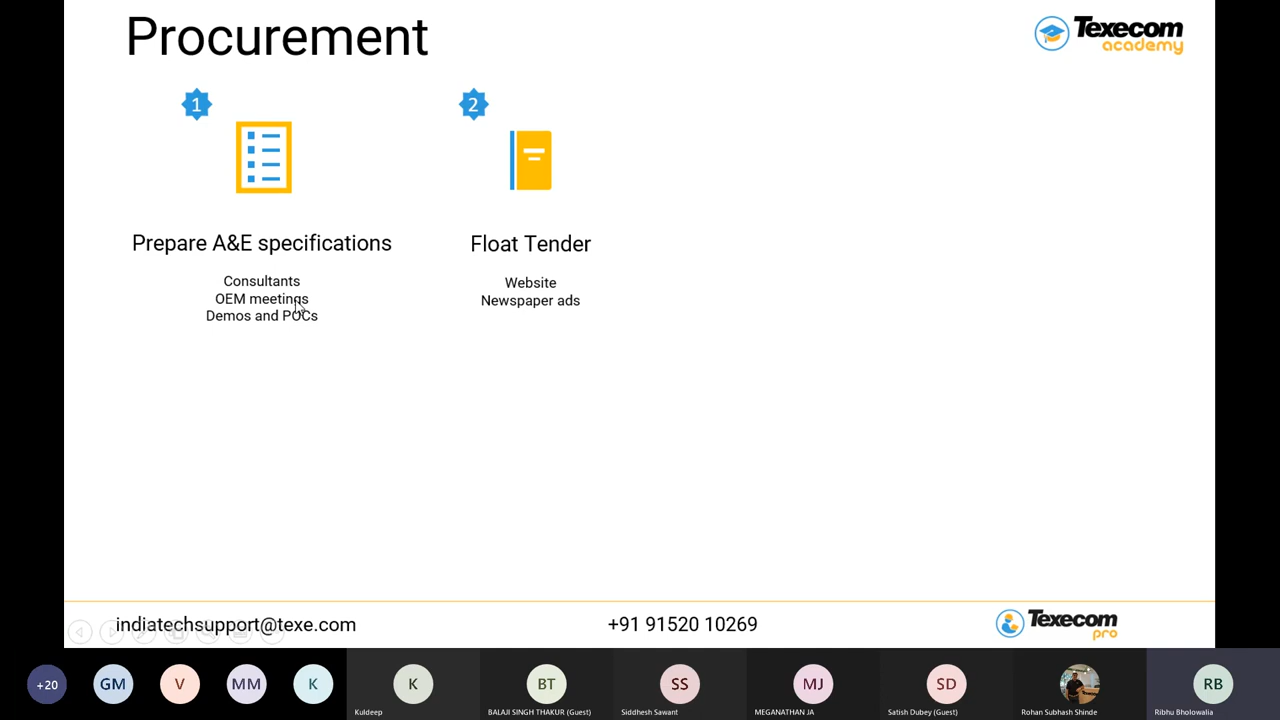 Procurement
Texecom
academy
1
2
Prepare A&E specifications
Float Tender
Consultants
OEM meetings
Demos and POCs
Website
Newspaper ads
indiatechsupport@texe.com
+91 91520 10269
Texecom
pro
+20
GM
V
MM
K
K
BT
SS
MJ
SD
RB
Kuldeep
BALAJI SINGH THAKUR (Guest)
Siddhesh Sawant
MEGANATHAN JA
Satish Dubey (Guest)
Rohan Subhash Shinde
Ribhu Bholowalia